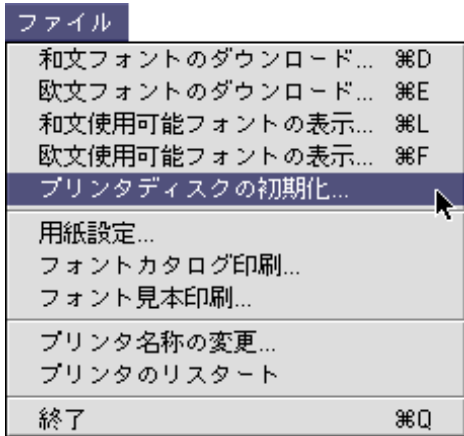 ファイル
和文フォントのダウンロード... ⌘D
欧文フォントのダウンロード... ⌘E
和文使用可能フォントの表示... ⌘L
欧文使用可能フォントの表示... ⌘F
プリンタディスクの初期化...
用紙設定...
フォントカタログ印刷...
フォント見本印刷...
プリンタ名称の変更...
プリンタのリスタート
終了 ⌘Q